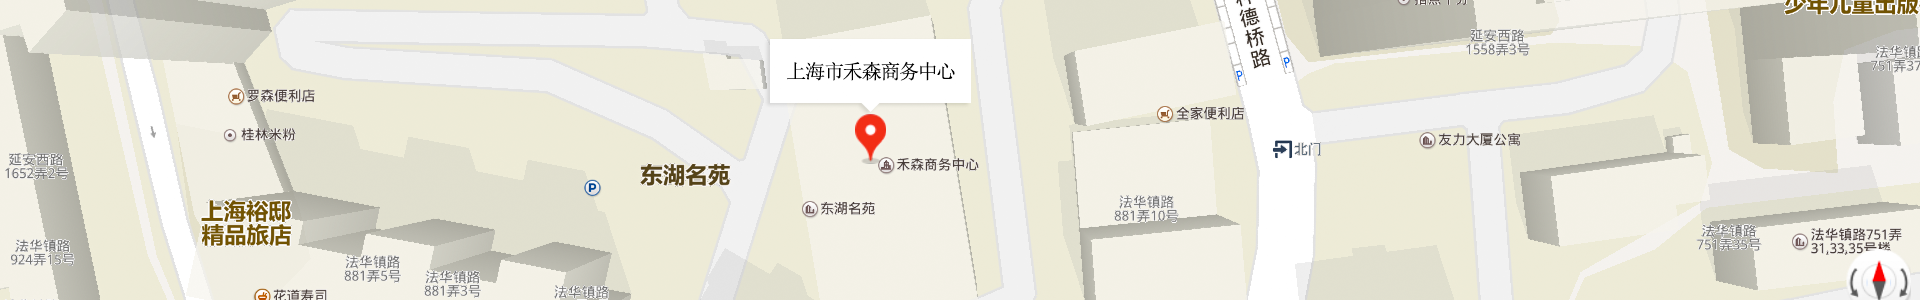 上海市禾森商务中心
禾森商务中心
东湖名苑
东湖名苑
罗森便利店
桂林米粉
延安西路
1652弄2号
上海裕邸
精品旅店
法华镇路
924弄15号
法华镇路
881弄5号
法华镇路
881弄3号
法华镇路
花道寿司
P
德桥路
P
P
全家便利店
北门
法华镇路
881弄10号
延安西路
1558弄3号
友力大厦公寓
少年儿童出版
法华镇
751弄37
法华镇路
751弄35号
法华镇路751弄
31,33,35号楼